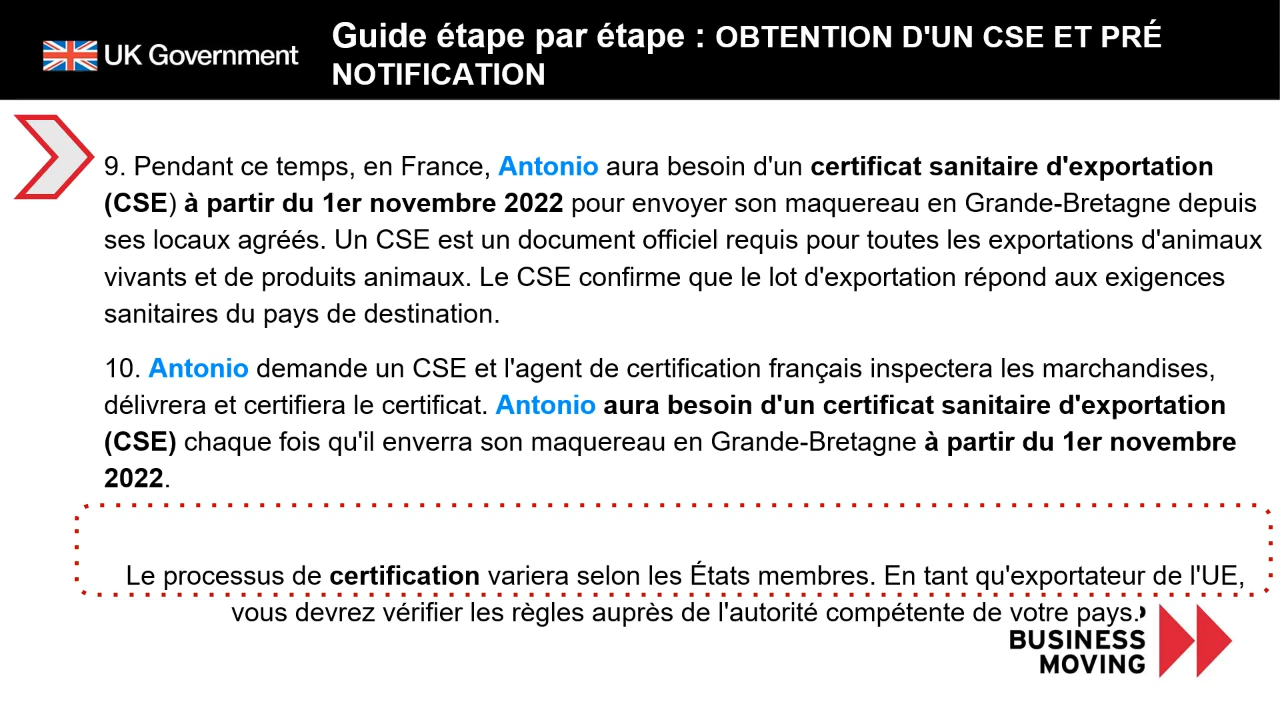 UK Government
Guide étape par étape : OBTENTION D'UN CSE ET PRÉ
NOTIFICATION
9. Pendant ce temps, en France, Antonio aura besoin d'un certificat sanitaire d'exportation
(CSE) à partir du 1er novembre 2022 pour envoyer son maquereau en Grande-Bretagne depuis
ses locaux agréés. Un CSE est un document officiel requis pour toutes les exportations d'animaux
vivants et de produits animaux. Le CSE confirme que le lot d'exportation répond aux exigences
sanitaires du pays de destination.
10. Antonio demande un CSE et l'agent de certification français inspectera les marchandises,
délivrera et certifiera le certificat. Antonio aura besoin d'un certificat sanitaire d'exportation
(CSE) chaque fois qu'il enverra son maquereau en Grande-Bretagne à partir du 1er novembre
2022.
Le processus de certification variera selon les États membres. En tant qu'exportateur de l'UE,
vous devrez vérifier les règles auprès de l'autorité compétente de votre pays.
BUSINESS
MOVING